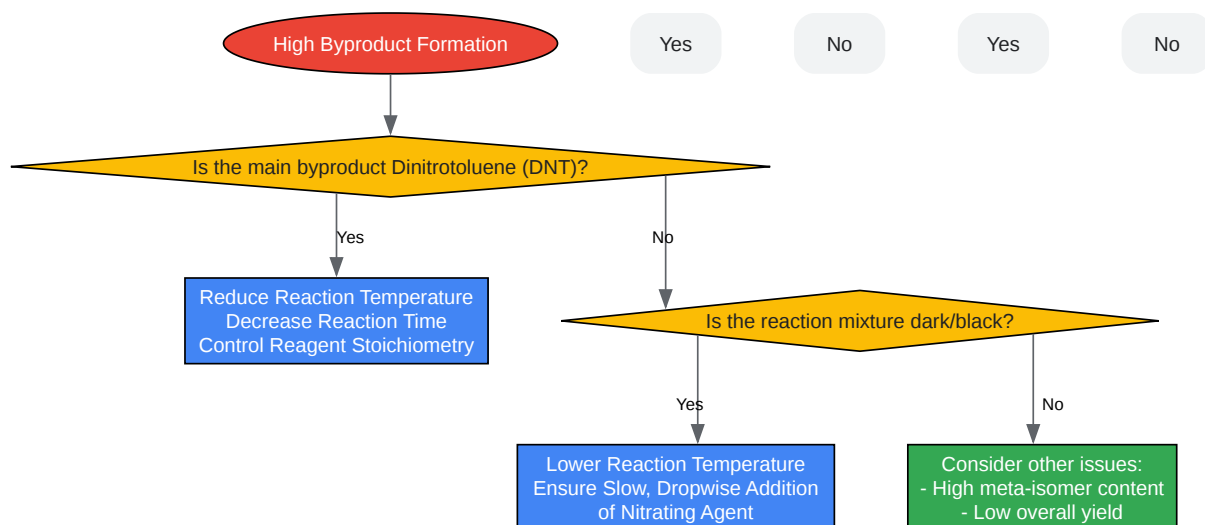 High Byproduct Formation
Yes
No
Yes
No
Is the main byproduct Dinitrotoluene (DNT)?
Yes
No
Reduce Reaction Temperature
Decrease Reaction Time
Control Reagent Stoichiometry
Is the reaction mixture dark/black?
Yes
No
Lower Reaction Temperature
Ensure Slow, Dropwise Addition
of Nitrating Agent
Consider other issues:
- High meta-isomer content
- Low overall yield